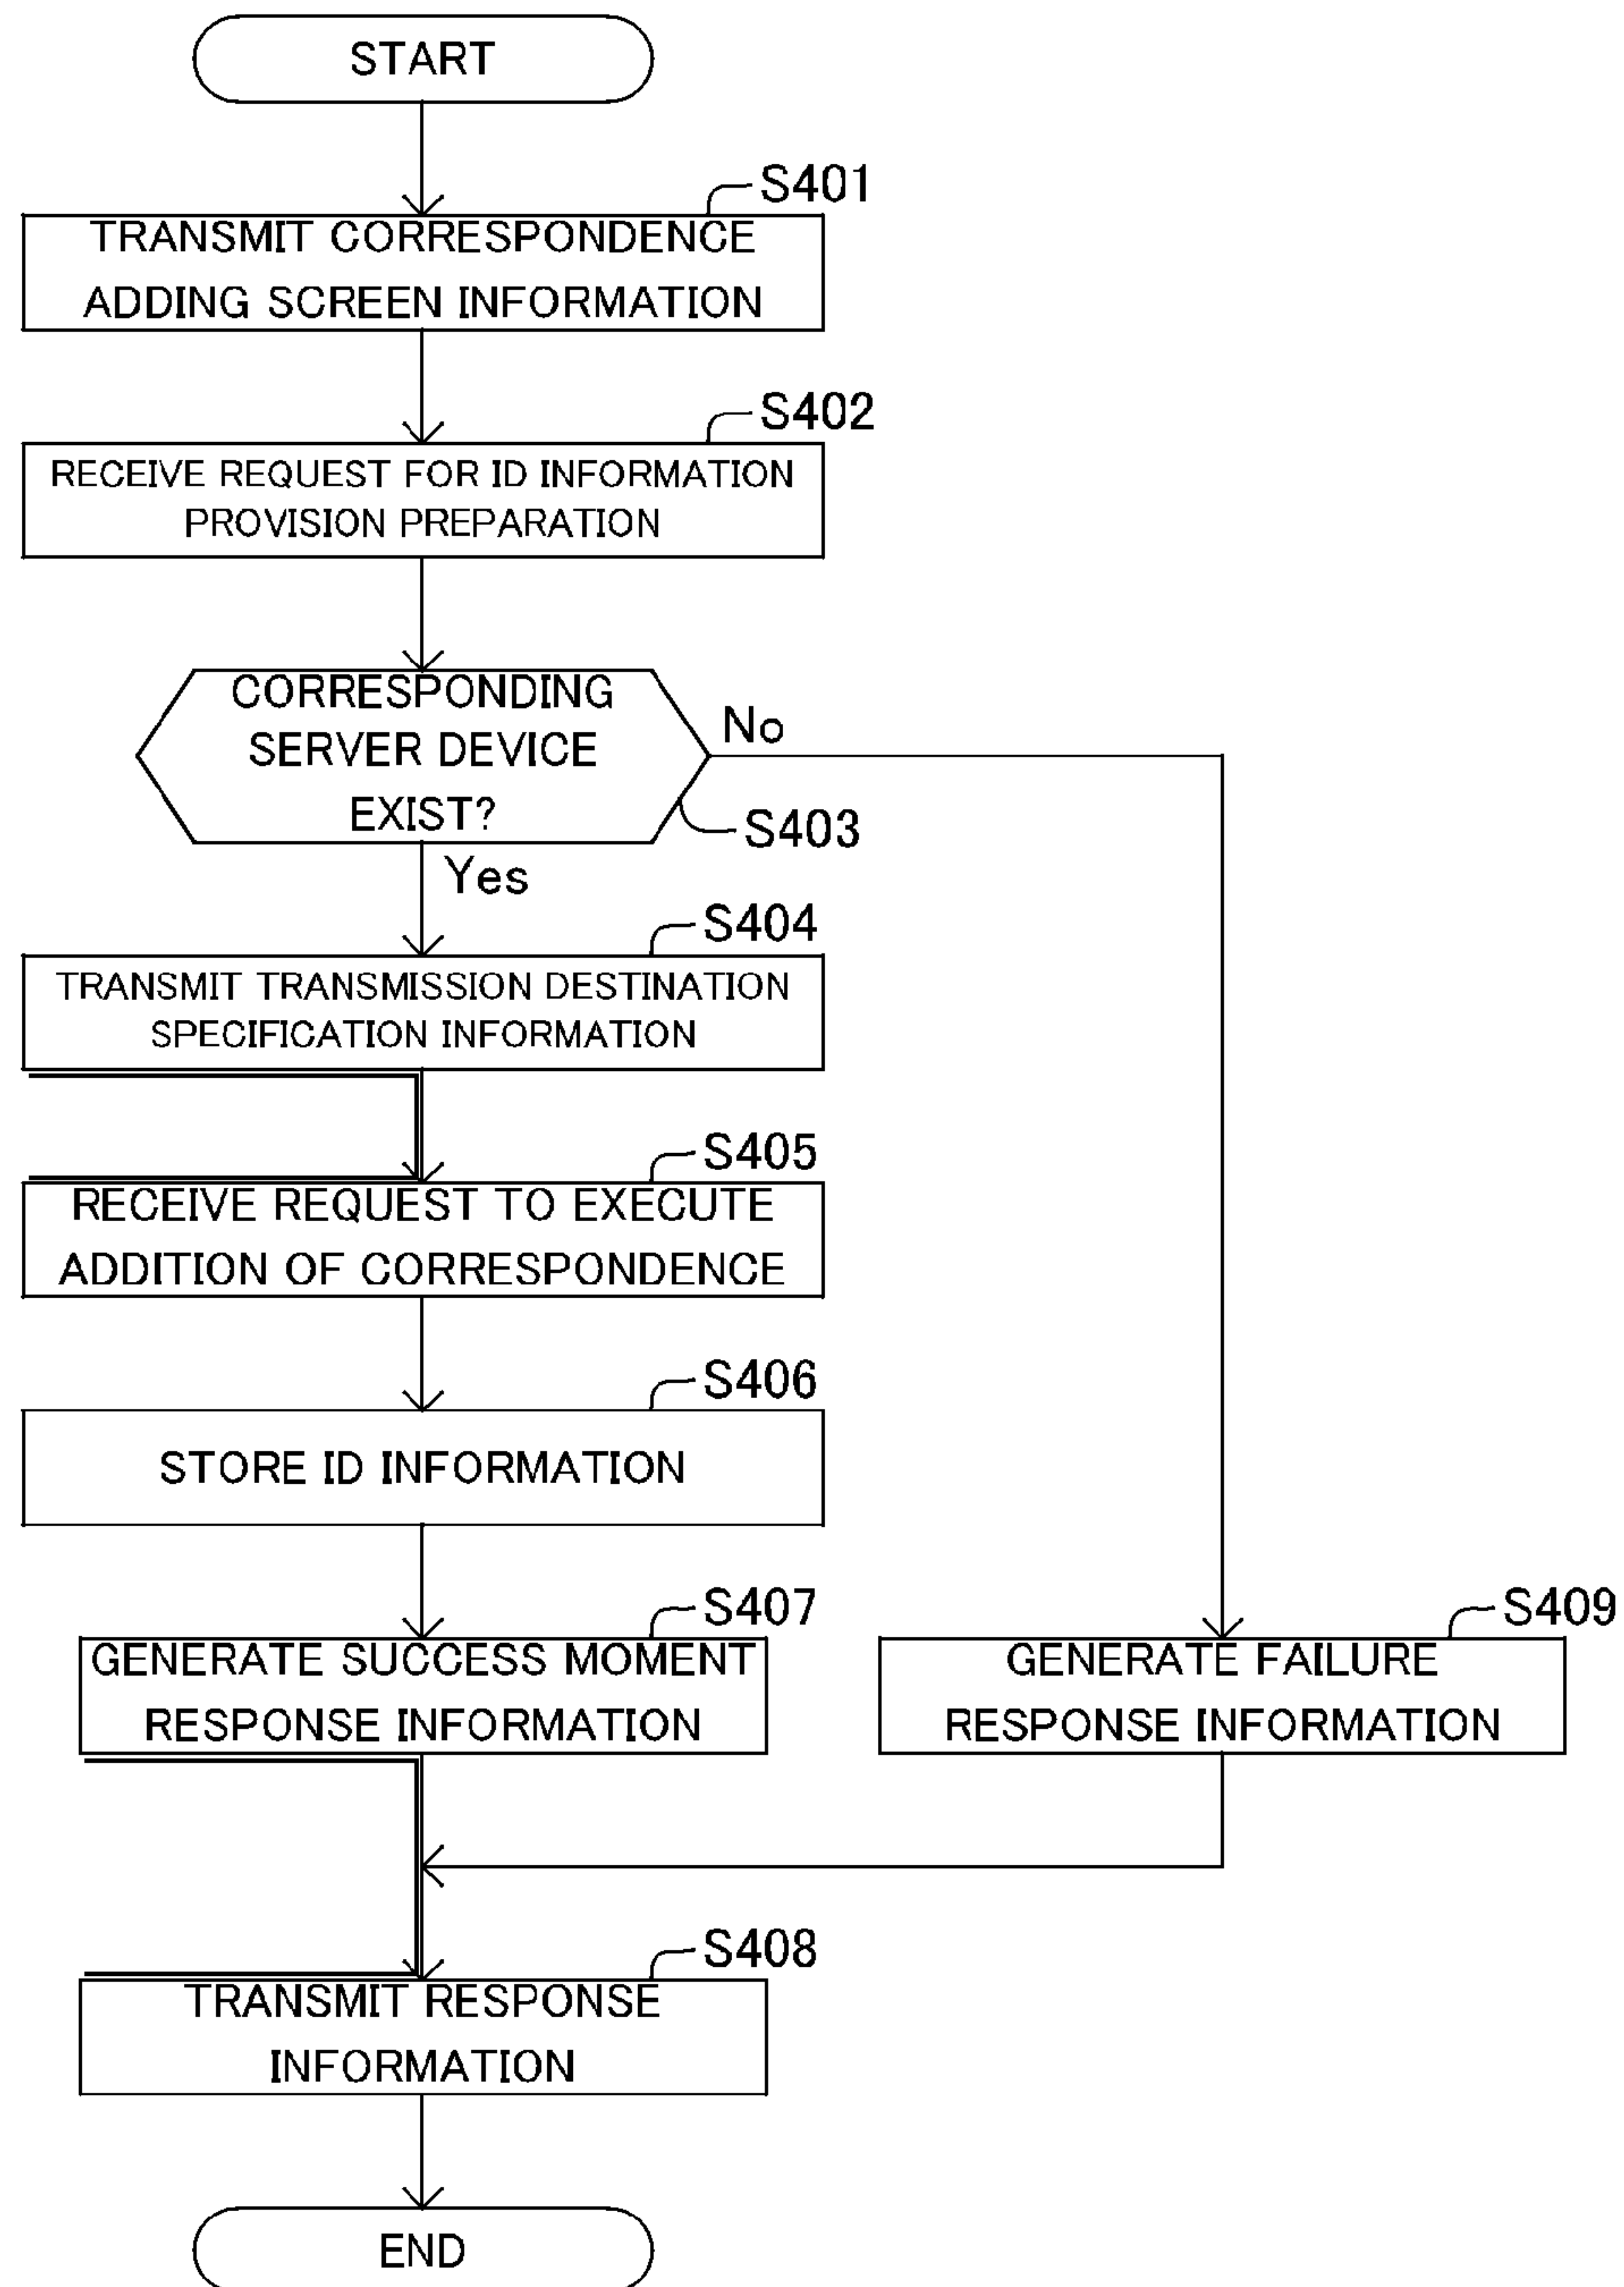 START
S401
TRANSMIT CORRESPONDENCE
ADDING SCREEN INFORMATION
S402
RECEIVE REQUEST FOR ID INFORMATION
PROVISION PREPARATION
CORRESPONDING
SERVER DEVICE
EXIST?
No
S403
Yes
S404
TRANSMIT TRANSMISSION DESTINATION
SPECIFICATION INFORMATION
S405
RECEIVE REQUEST TO EXECUTE
ADDITION OF CORRESPONDENCE
S406
STORE ID INFORMATION
S407
GENERATE SUCCESS MOMENT
RESPONSE INFORMATION
S409
GENERATE FAILURE
RESPONSE INFORMATION
S408
TRANSMIT RESPONSE
INFORMATION
END